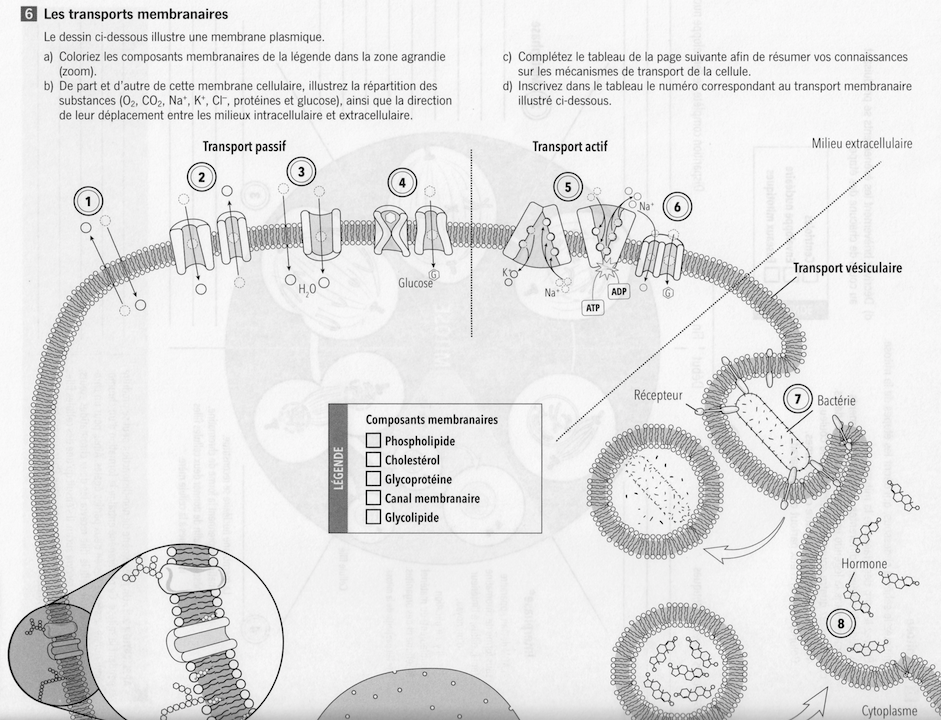 6 Les transports membranaires
Le dessin ci-dessous illustre une membrane plasmique.
a) Coloriez les composants membranaires de la légende dans la zone agrandie
(zoom).
b) De part et d'autre de cette membrane cellulaire, illustrez la répartition des
substances (O₂, CO₂, Na⁺, K⁺, Cl⁻, protéines et glucose), ainsi que la direction
de leur déplacement entre les milieux intracellulaire et extracellulaire.
c) Complétez le tableau de la page suivante afin de résumer vos connaissances
sur les mécanismes de transport de la cellule.
d) Inscrivez dans le tableau le numéro correspondant au transport membranaire
illustré ci-dessous.
Transport passif
Transport actif
Milieu extracellulaire
1
2
3
4
5
6
Na⁺
H₂O
Glucose
G
K⁺
Na⁺
ATP
ADP
G
Transport vésiculaire
Récepteur
7
Bactérie
LÉGENDE
Composants membranaires
Phospholipide
Cholestérol
Glycoprotéine
Canal membranaire
Glycolipide
Hormone
8
Cytoplasme